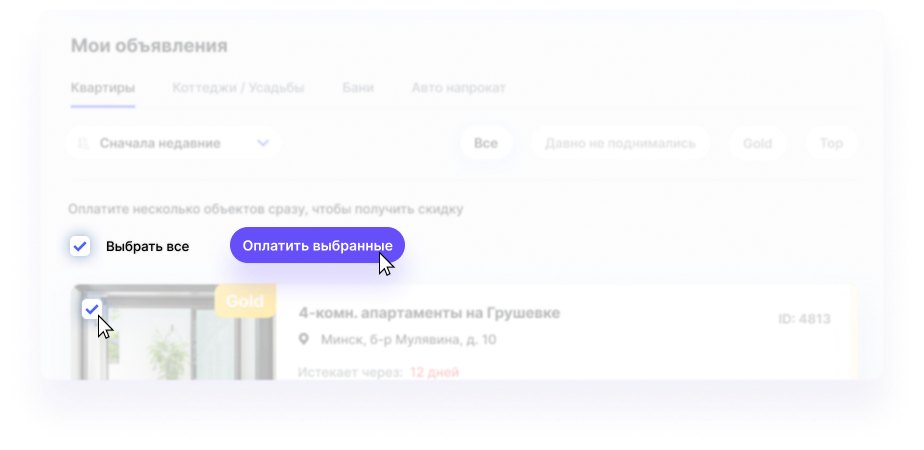 Мои объявления
Квартиры Коттеджи / Усадьбы Бани Авто напрокат
Сначала недавние Все Давно не поднимались Gold Top
Оплатите несколько объектов сразу, чтобы получить скидку
Выбрать все Оплатить выбранные
Gold
4-комн. апартаменты на Грушевке ID: 4813
Минск, б-р Мулявина, д. 10
Истекает через: 12 дней